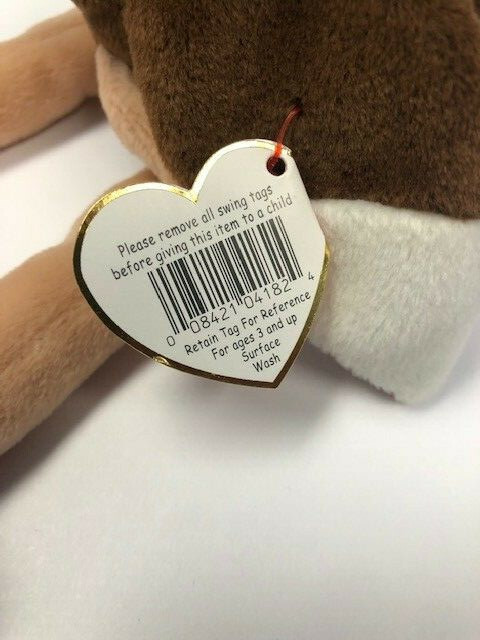 Please remove all swing tags
before giving this item to a child
0 08421 04182 4
Retain Tag For Reference
For ages 3 and up
Surface
Wash